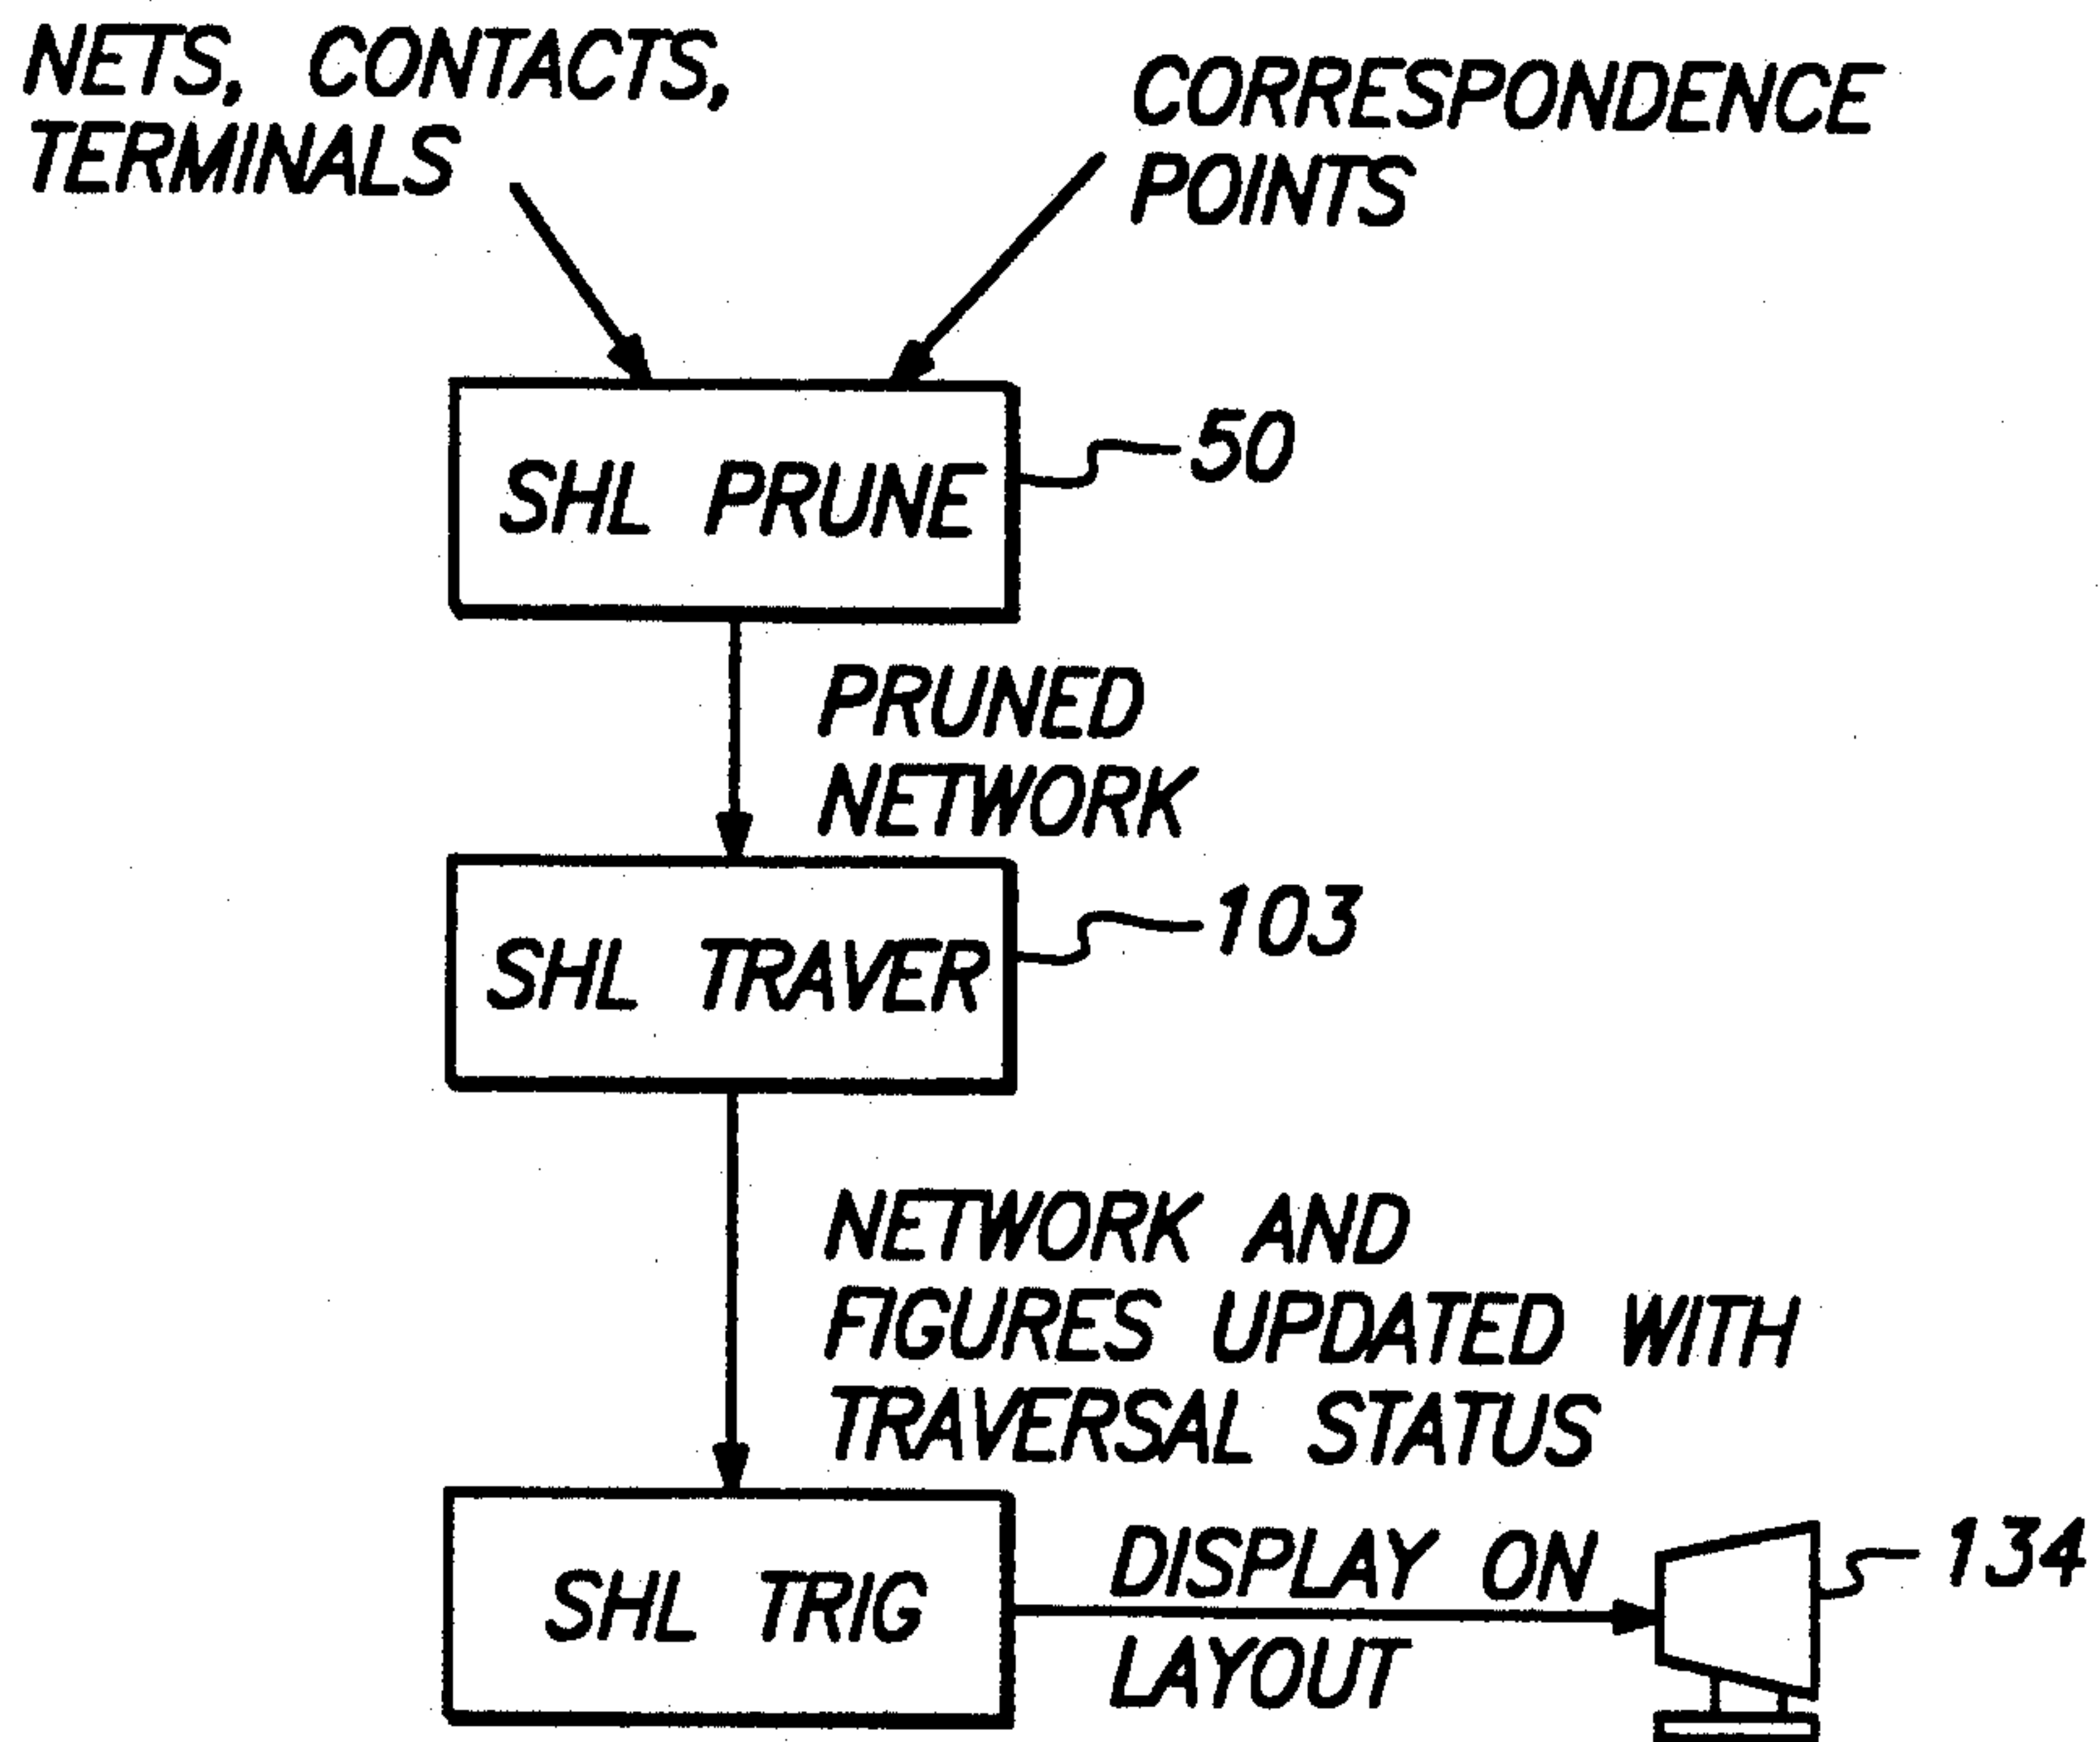 NETS, CONTACTS,
TERMINALS
CORRESPONDENCE
POINTS
SHL PRUNE
50
PRUNED
NETWORK
SHL TRAVER
103
NETWORK AND
FIGURES UPDATED WITH
TRAVERSAL STATUS
SHL TRIG
DISPLAY ON
LAYOUT
134